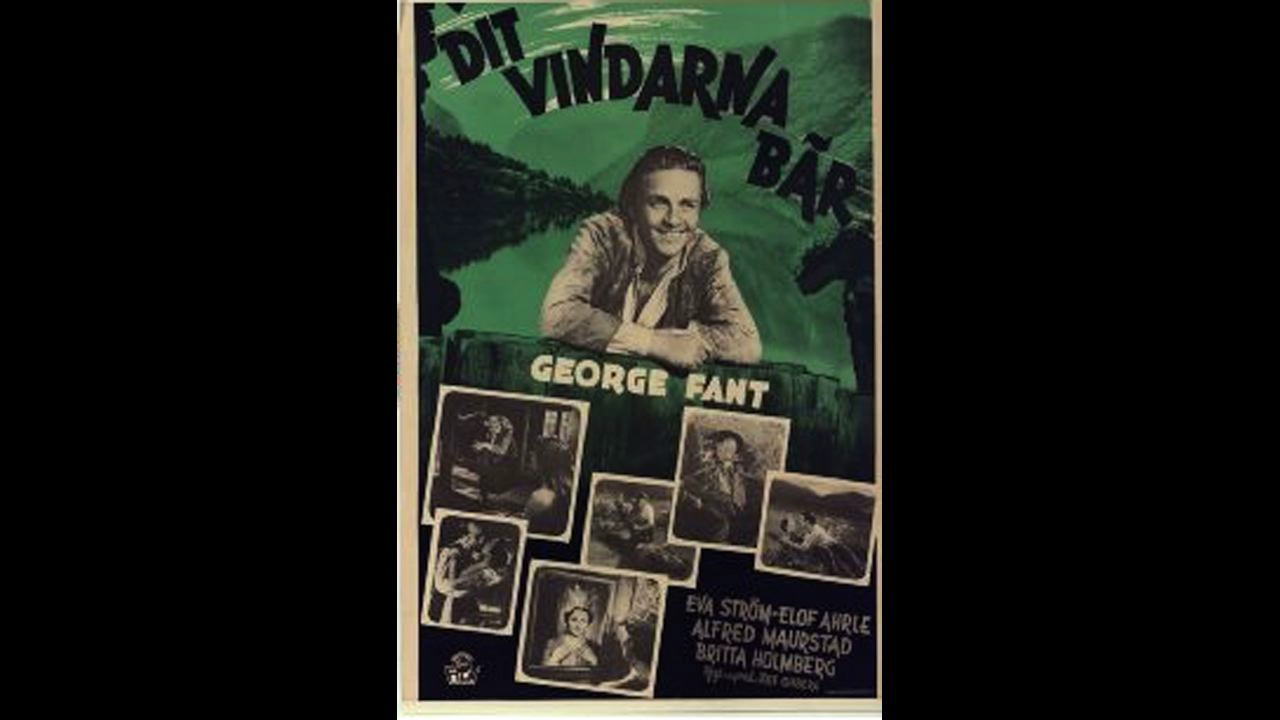 DIT
VINDARNA
BÄR
GEORGE FANT
EVA STRÖM-ELOF AHRLE
ALFRED MAURSTAD
BRITTA HOLMBERG